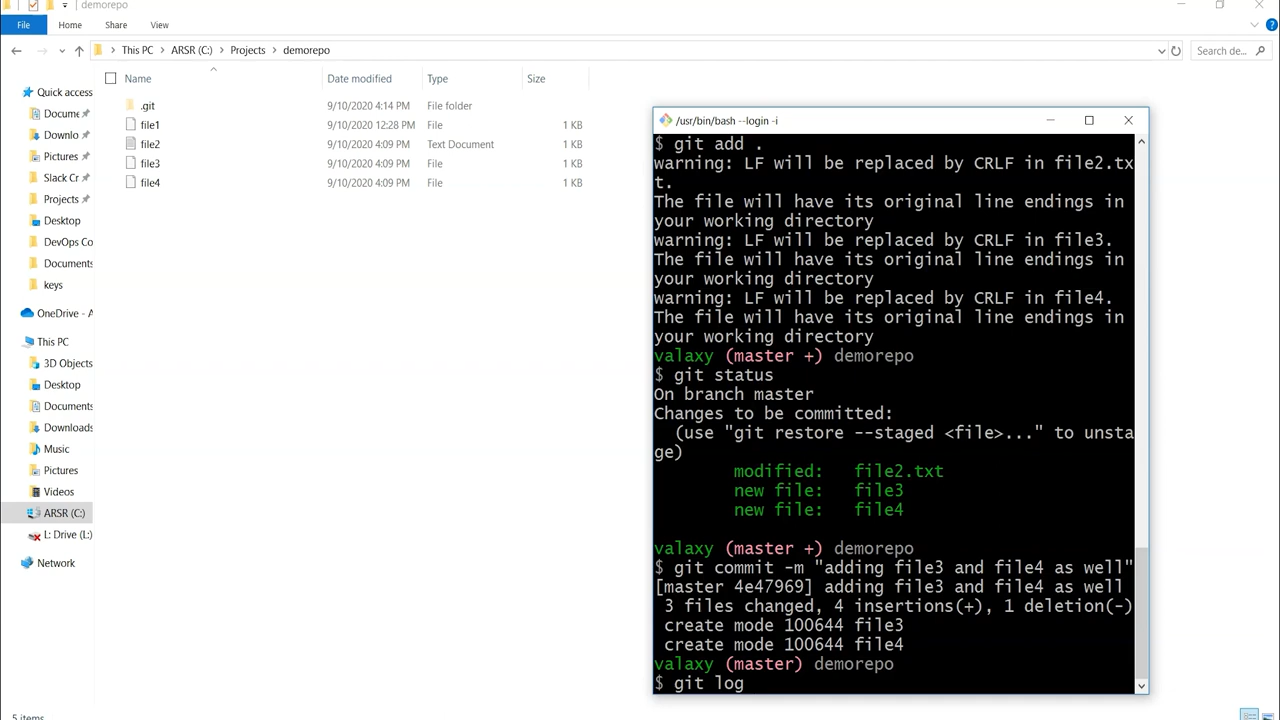 demorepo
File
Home
Share
View
This PC
ARSR (C:)
Projects
demorepo
Search de...
Name
Date modified
Type
Size
.git
9/10/2020 4:14 PM
File folder
file1
9/10/2020 12:28 PM
File
1 KB
file2
9/10/2020 4:09 PM
Text Document
1 KB
file3
9/10/2020 4:09 PM
File
1 KB
file4
9/10/2020 4:09 PM
File
1 KB
Quick access
Docume
Downlo
Pictures
Slack Cr
Projects
Desktop
DevOps Co
Documents
keys
OneDrive - A
This PC
3D Objects
Desktop
Documents
Downloads
Music
Pictures
Videos
ARSR (C:)
L: Drive (L:)
Network
5 items
/usr/bin/bash --login -i
$ git add .
warning: LF will be replaced by CRLF in file2.tx
t.
The file will have its original line endings in
your working directory
warning: LF will be replaced by CRLF in file3.
The file will have its original line endings in
your working directory
warning: LF will be replaced by CRLF in file4.
The file will have its original line endings in
your working directory
valaxy (master +) demorepo
$ git status
On branch master
Changes to be committed:
(use "git restore --staged <file>..." to unsta
ge)
modified: file2.txt
new file: file3
new file: file4
valaxy (master +) demorepo
$ git commit -m "adding file3 and file4 as well"
[master 4e47969] adding file3 and file4 as well
3 files changed, 4 insertions(+), 1 deletion(-)
create mode 100644 file3
create mode 100644 file4
valaxy (master) demorepo
$ git log